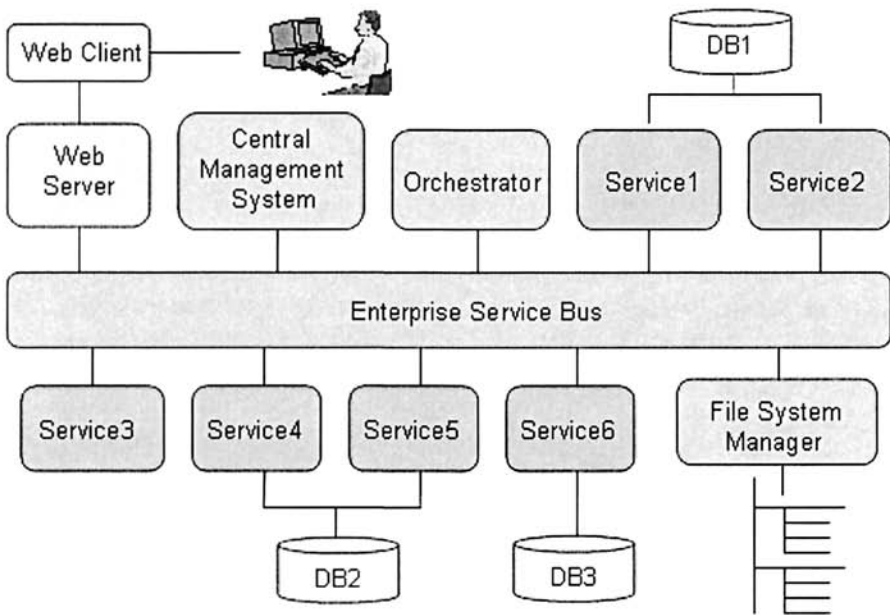 Web Client
DB1
Web
Server
Central
Management
System
Orchestrator
Service1
Service2
Enterprise Service Bus
Service3
Service4
Service5
Service6
File System
Manager
DB2
DB3